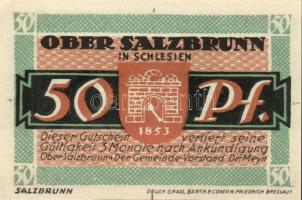 50
50
OBER SALZBRUNN
IN SCHLESIEN
50 Pf.
1853
Dieser Gutschein verliert seine
Gültigkeit 3 Monate nach Ankündigung
Ober Salzbrunn • Der Gemeinde-Vorstand Dr Meyn
50
50
SALZBRUNN
DRUCK GRASS, BARTH & COMP. W. FRIEDRICH BRESLAU I